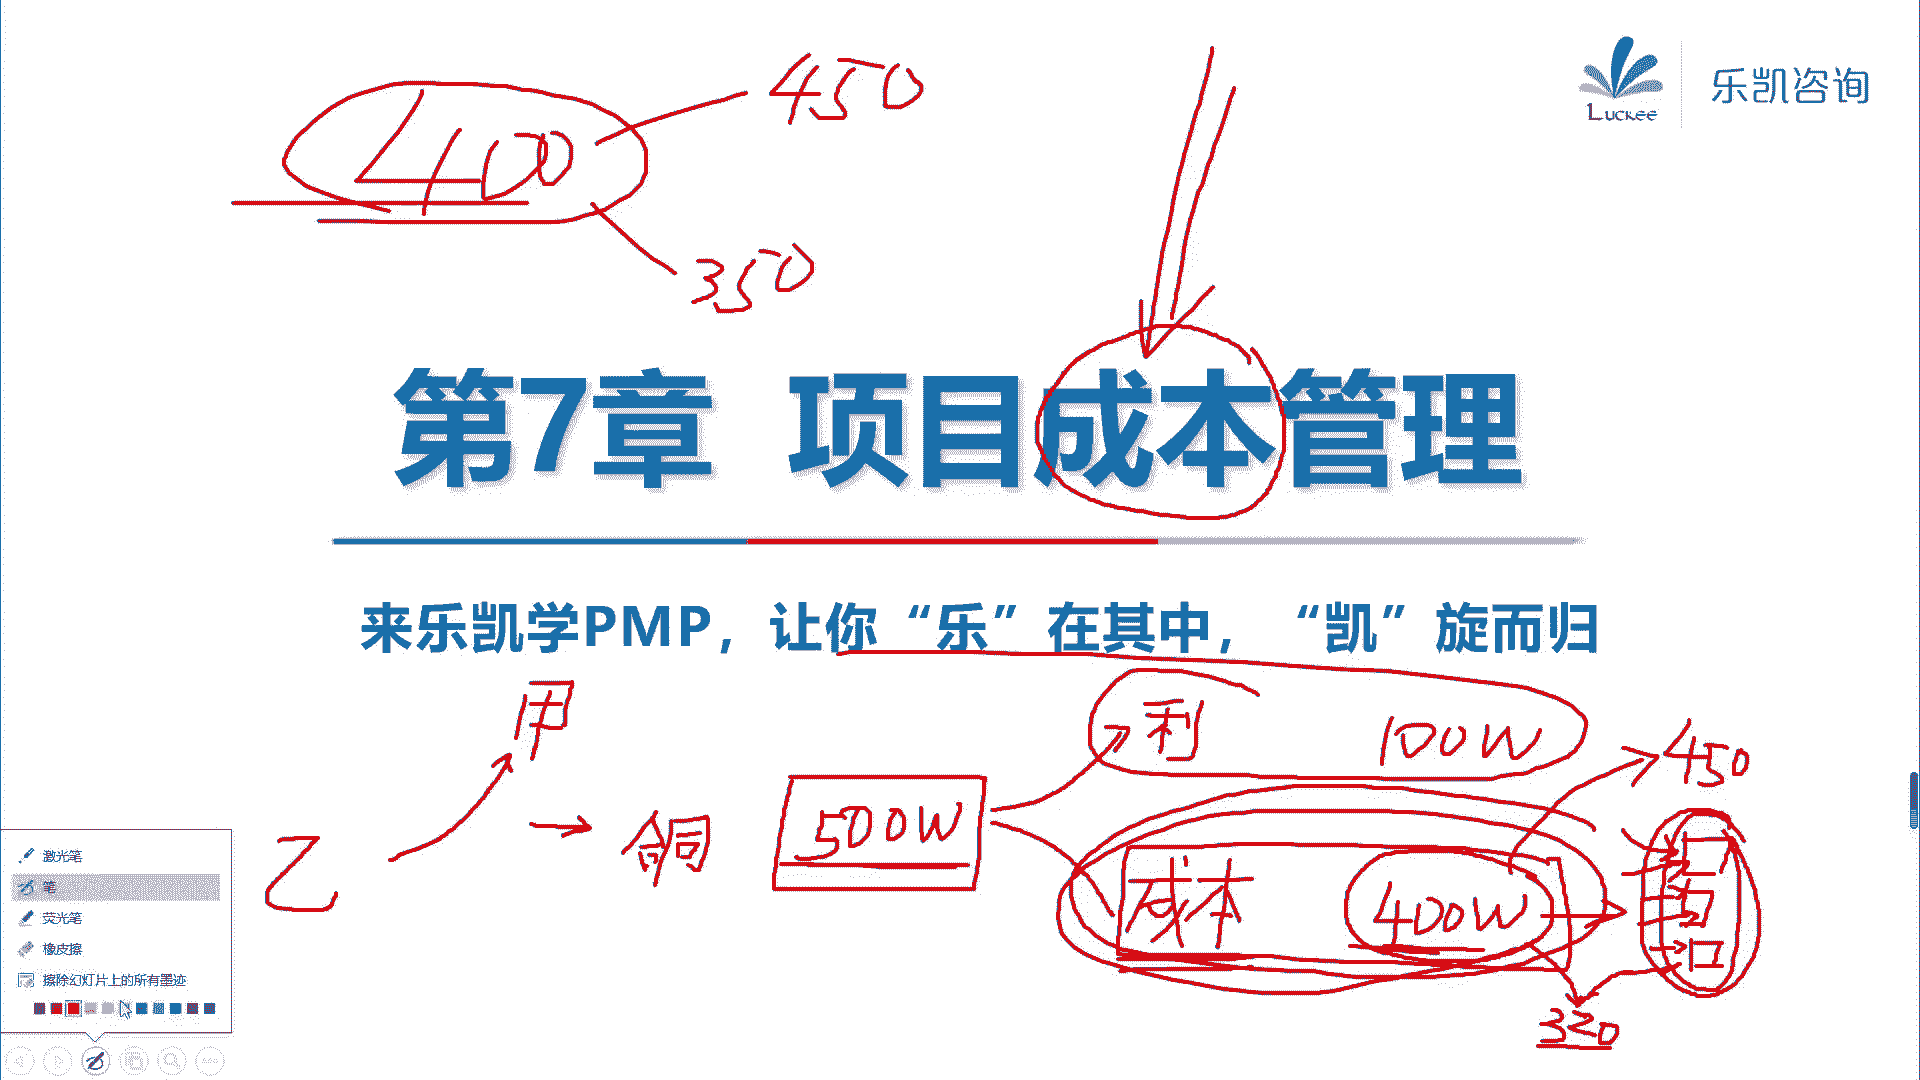 LUCKEE
乐凯咨询
450
400
350
第7章 项目成本管理
来乐凯学PMP，让你“乐”在其中，“凯”旋而归
甲
乙
合同
500W
利 100W
成本 400W
450
320
激光笔
笔
荧光笔
橡皮擦
擦除幻灯片上的所有墨迹